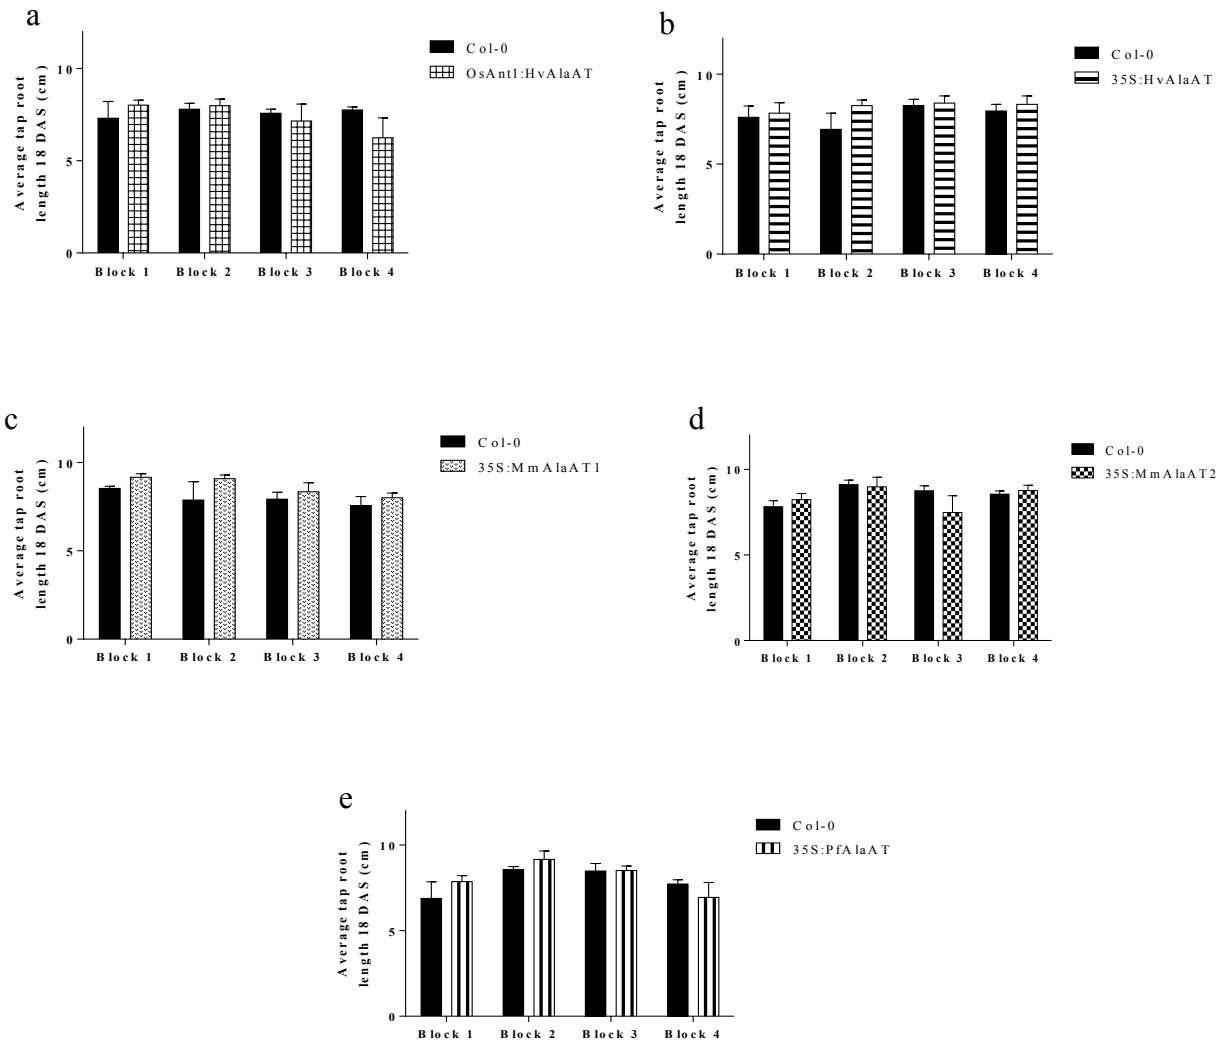 a
Col-0
OsAnt1:HvAlaAT
Average tap root
length 18 DAS (cm)
10
5
0
Block 1 Block 2 Block 3 Block 4
b
Col-0
35S:HvAlaAT
Average tap root
length 18 DAS (cm)
10
5
0
Block 1 Block 2 Block 3 Block 4
c
Col-0
35S:MmAlaAT1
Average tap root
length 18 DAS (cm)
10
5
0
Block 1 Block 2 Block 3 Block 4
d
Col-0
35S:MmAlaAT2
Average tap root
length 18 DAS (cm)
10
5
0
Block 1 Block 2 Block 3 Block 4
e
Col-0
35S:PfAlaAT
Average tap root
length 18 DAS (cm)
10
5
0
Block 1 Block 2 Block 3 Block 4